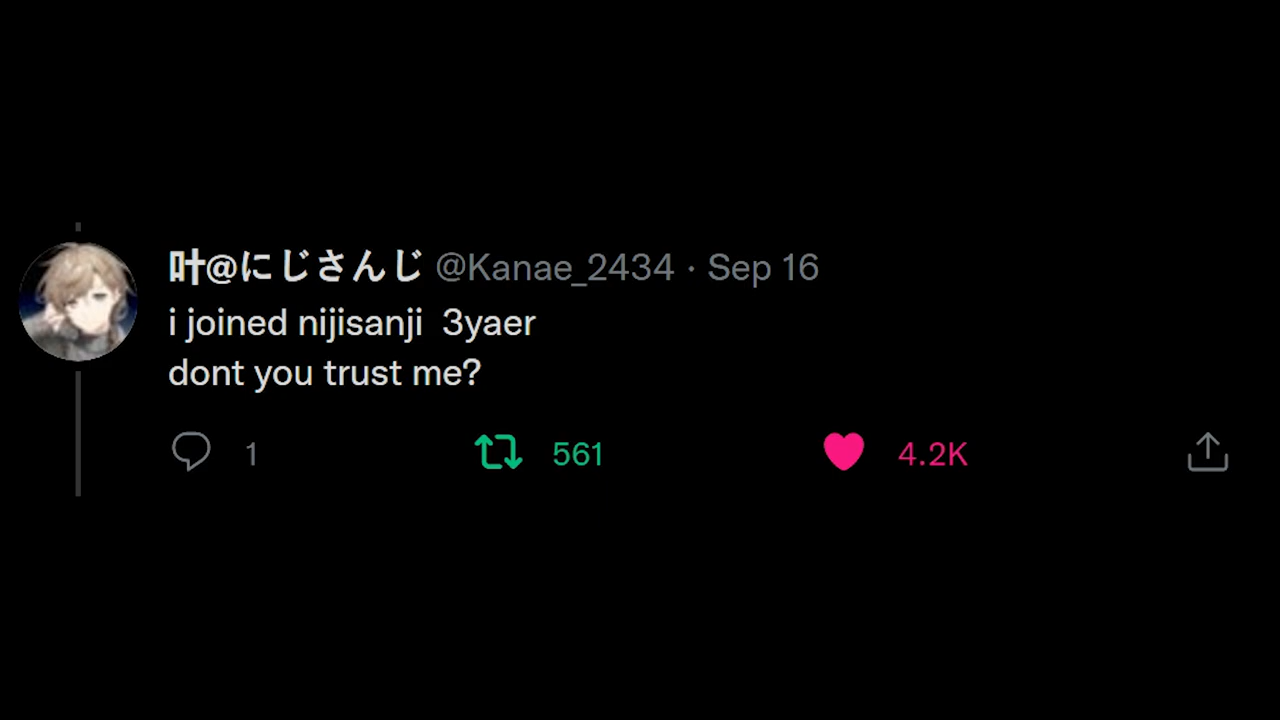 叶@にじさんじ @Kanae_2434 · Sep 16
i joined nijisanji  3yaer
dont you trust me?
1 561 4.2K